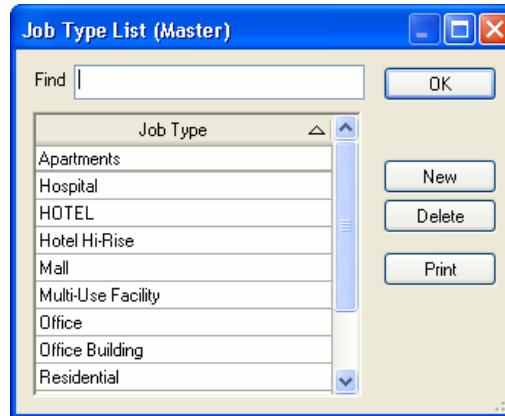 Job Type List (Master)
Find
OK
Job Type
Apartments
Hospital
New
HOTEL
Delete
Hotel Hi-Rise
Mall
Print
Multi-Use Facility
Office
Office Building
Residential